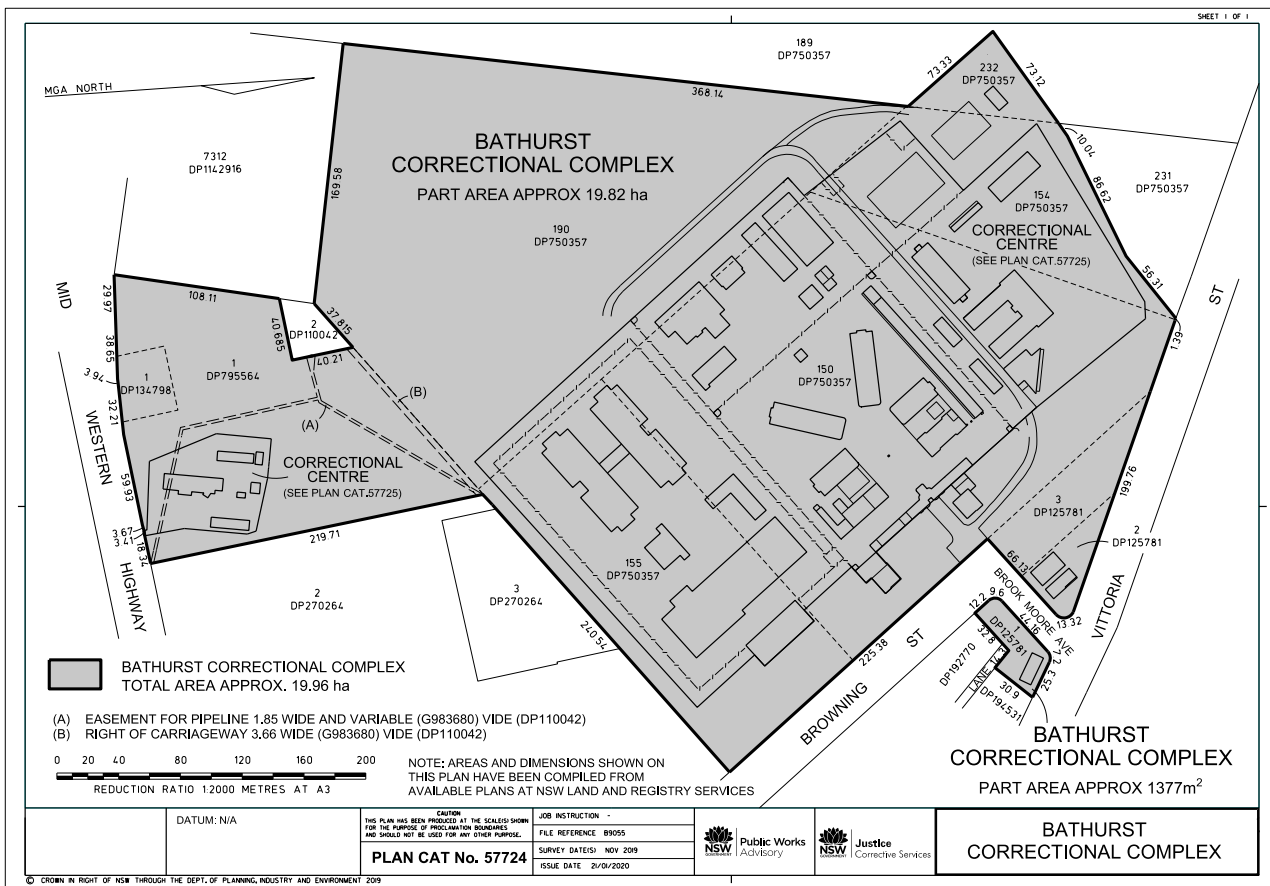 SHEET 1 OF 1
189
DP750357
73.33
232
DP750357
73.12
MGA NORTH
368.14
10.04
7312
DP1142916
BATHURST
CORRECTIONAL COMPLEX
PART AREA APPROX 19.82 ha
169.58
86.62
231
DP750357
154
DP750357
190
DP750357
CORRECTIONAL
CENTRE
(SEE PLAN CAT.57725)
56.31
ST
MID
29.97
108.11
37.815
2
DP110042
40.685
40.21
1.39
38.65
1
DP795564
1
DP134798
3.94
32.21
150
DP750357
(B)
(A)
WESTERN
CORRECTIONAL
CENTRE
(SEE PLAN CAT.57725)
59.93
199.76
3
DP125781
3.67
3.41
18.34
219.71
2
DP125781
HIGHWAY
155
DP750357
66.13
2
DP270264
3
DP270264
BROOK MOORE AVE
VITTORIA
12.2
9.6
44.16
13.32
1
DP125781
7.2
240.54
225.38
ST
32.8
DP192770
LANE
30.9
25.3
DP194531
BROWNING
BATHURST CORRECTIONAL COMPLEX
TOTAL AREA APPROX. 19.96 ha
BATHURST
CORRECTIONAL COMPLEX
PART AREA APPROX 1377m²
(A) EASEMENT FOR PIPELINE 1.85 WIDE AND VARIABLE (G983680) VIDE (DP110042)
(B) RIGHT OF CARRIAGEWAY 3.66 WIDE (G983680) VIDE (DP110042)
0 20 40 80 120 160 200
REDUCTION RATIO 1:2000 METRES AT A3
NOTE: AREAS AND DIMENSIONS SHOWN ON
THIS PLAN HAVE BEEN COMPILED FROM
AVAILABLE PLANS AT NSW LAND AND REGISTRY SERVICES
DATUM: N/A
CAUTION
THIS PLAN HAS BEEN PRODUCED AT THE SCALE(S) SHOWN
FOR THE PURPOSE OF PROCLAMATION BOUNDARIES
AND SHOULD NOT BE USED FOR ANY OTHER PURPOSE.
PLAN CAT No. 57724
JOB INSTRUCTION -
FILE REFERENCE B9055
SURVEY DATE(S) NOV 2019
ISSUE DATE 21/01/2020
NSW
GOVERNMENT
Public Works
Advisory
NSW
GOVERNMENT
Justice
Corrective Services
BATHURST
CORRECTIONAL COMPLEX
© CROWN IN RIGHT OF NSW THROUGH THE DEPT. OF PLANNING, INDUSTRY AND ENVIRONMENT 2019